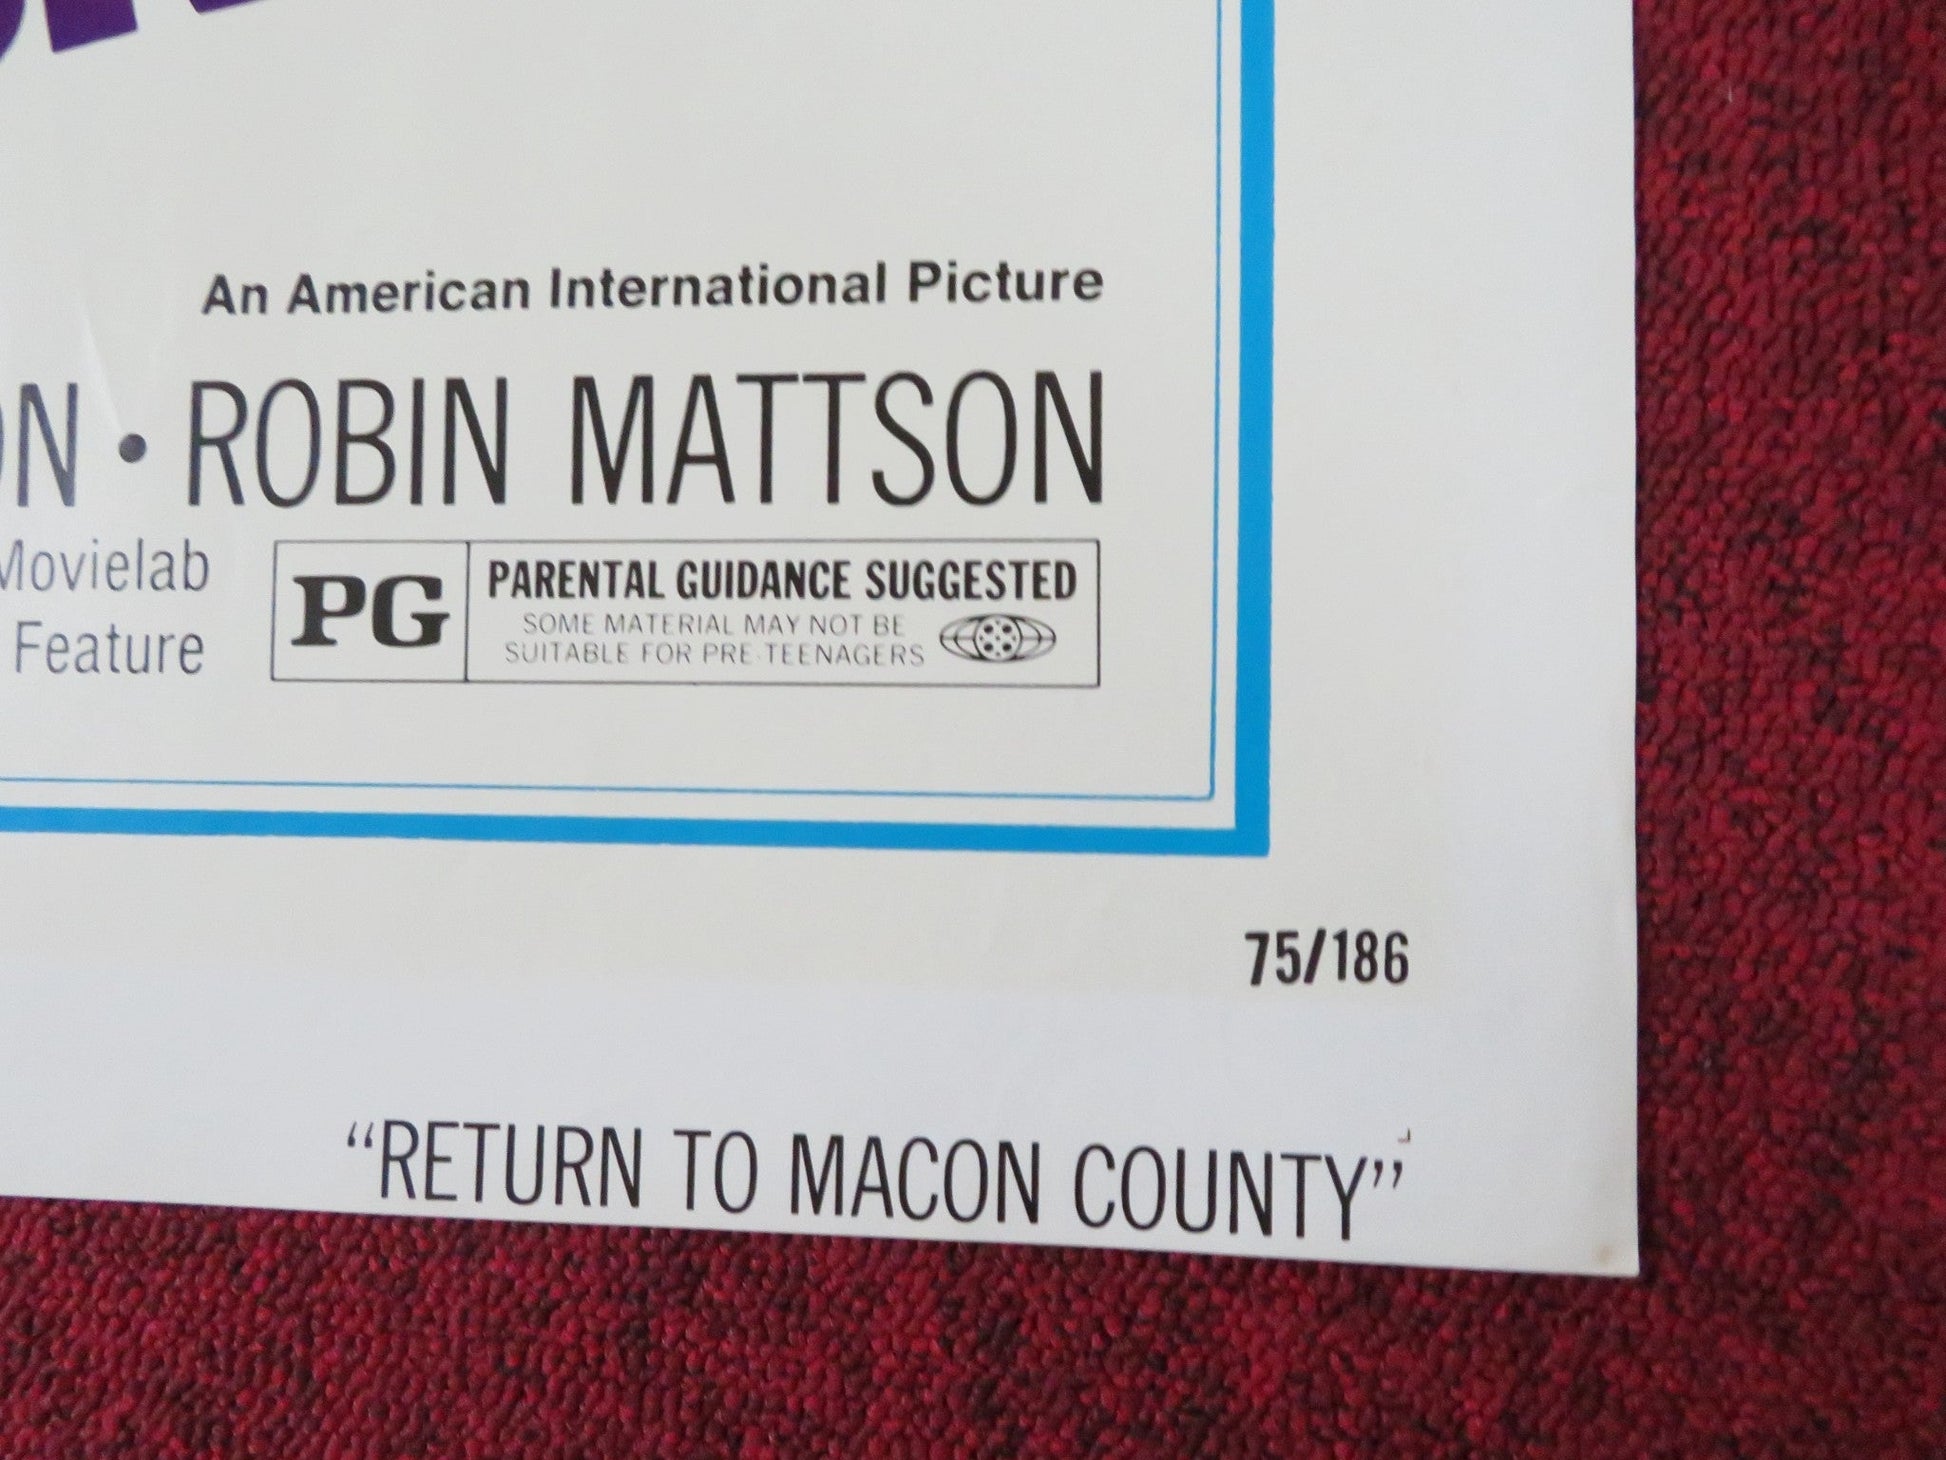 An American International Picture
• ROBIN MATTSON
Movielab
Feature
PG
PARENTAL GUIDANCE SUGGESTED
SOME MATERIAL MAY NOT BE
SUITABLE FOR PRE-TEENAGERS
75/186
“RETURN TO MACON COUNTY”